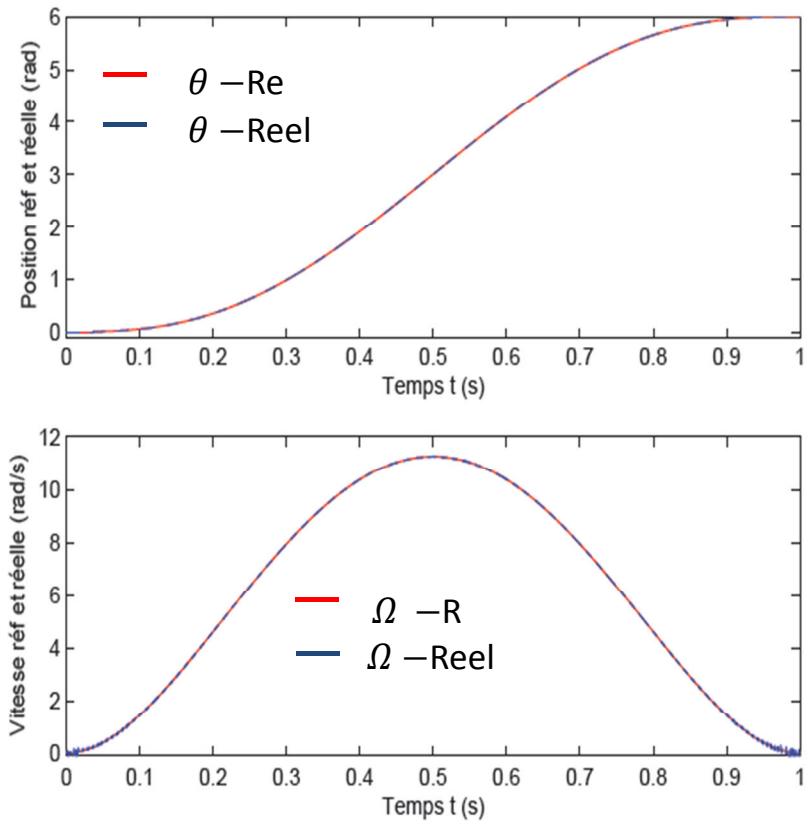 Position réf et réelle (rad)
6
5
4
3
2
1
0
θ −Re
θ −Reel
0 0.1 0.2 0.3 0.4 0.5 0.6 0.7 0.8 0.9 1
Temps t (s)
Vitesse réf et réelle (rad/s)
12
10
8
6
4
2
0
Ω −R
Ω −Reel
0 0.1 0.2 0.3 0.4 0.5 0.6 0.7 0.8 0.9 1
Temps t (s)